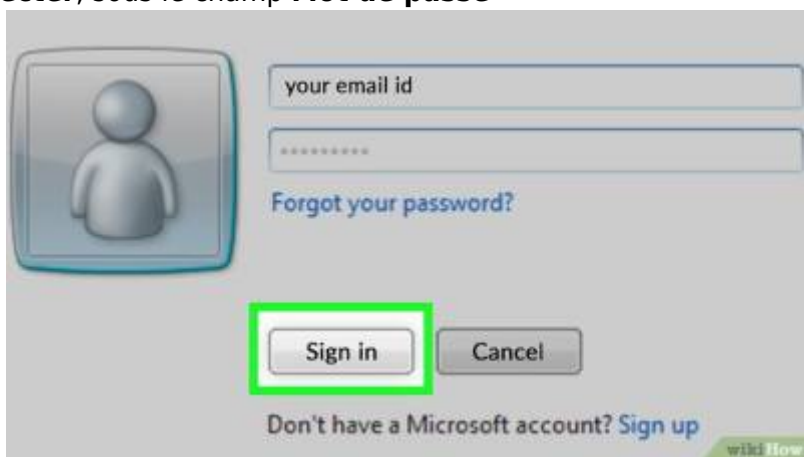 your email id
Forgot your password?
Sign in
Cancel
Don't have a Microsoft account? Sign up
wikiHow